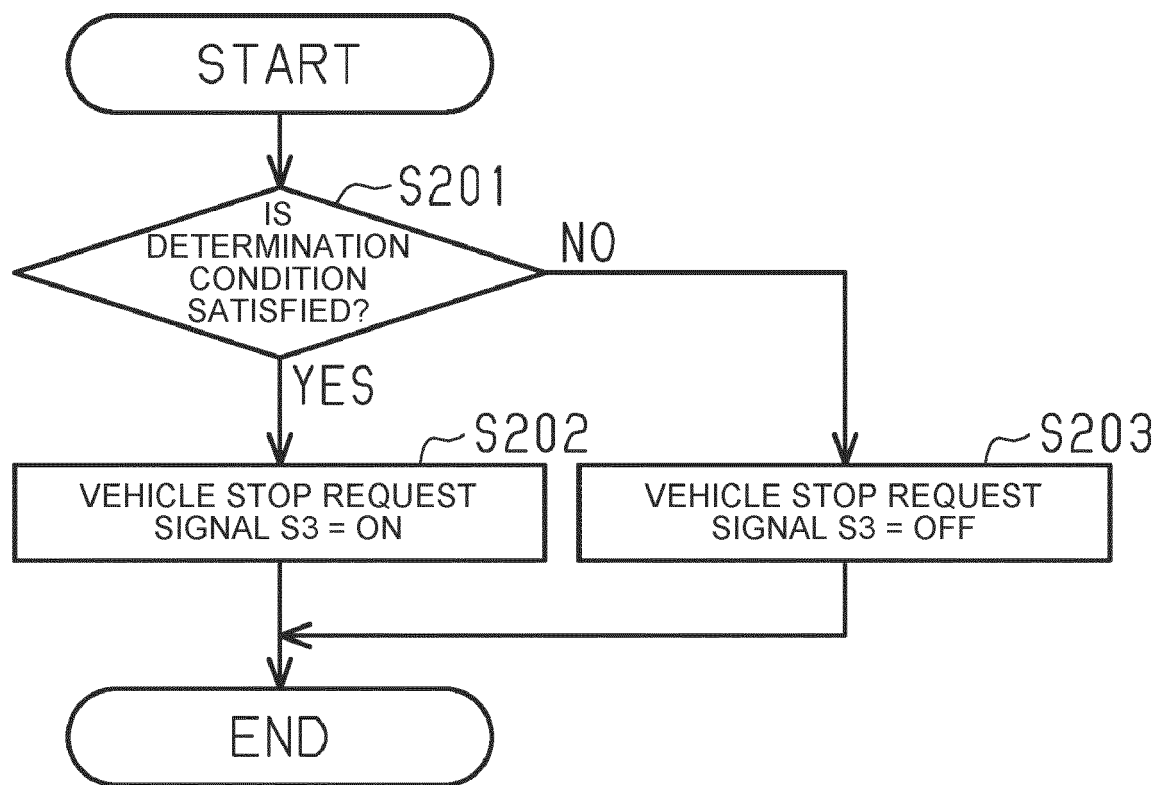 START
S201
IS
DETERMINATION
CONDITION
SATISFIED?
NO
YES
S202
VEHICLE STOP REQUEST
SIGNAL S3 = ON
S203
VEHICLE STOP REQUEST
SIGNAL S3 = OFF
END